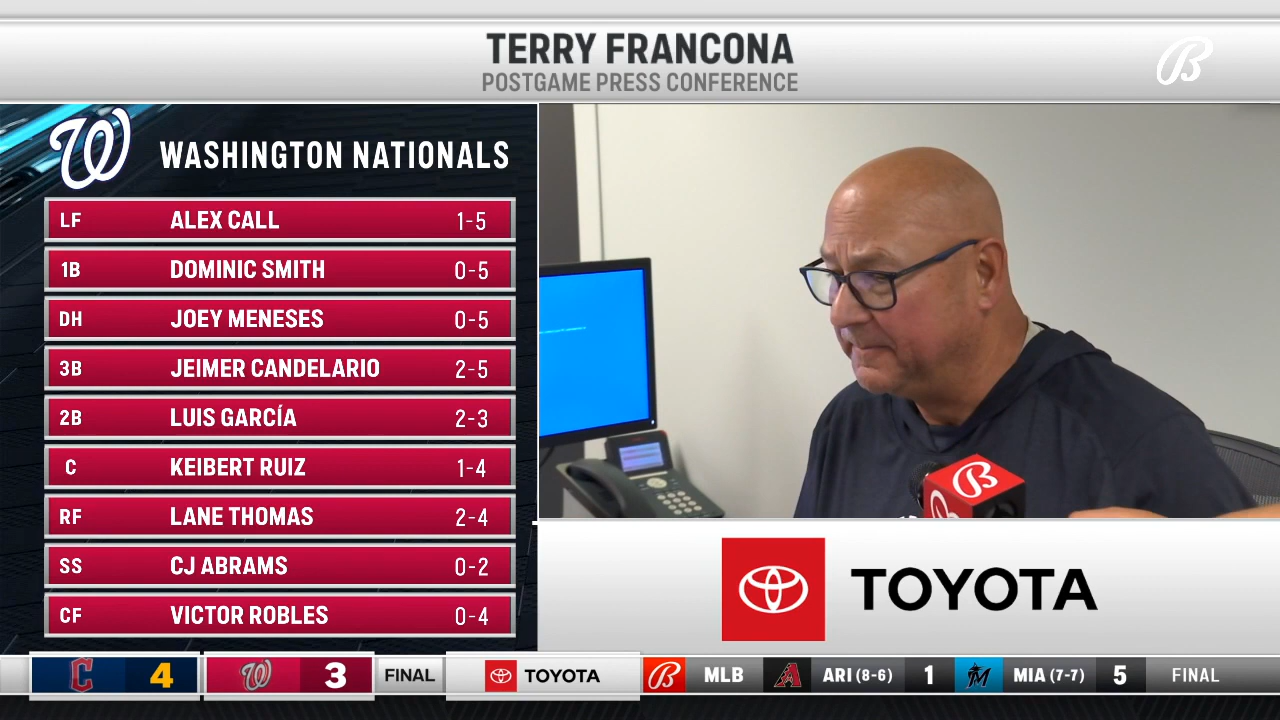 TERRY FRANCONA
POSTGAME PRESS CONFERENCE
B
W WASHINGTON NATIONALS
LF ALEX CALL 1-5
1B DOMINIC SMITH 0-5
DH JOEY MENESES 0-5
3B JEIMER CANDELARIO 2-5
2B LUIS GARCÍA 2-3
C KEIBERT RUIZ 1-4
RF LANE THOMAS 2-4
SS CJ ABRAMS 0-2
CF VICTOR ROBLES 0-4
B
TOYOTA
C 4 W 3 FINAL TOYOTA B MLB A ARI (8-6) 1 M MIA (7-7) 5 FINAL